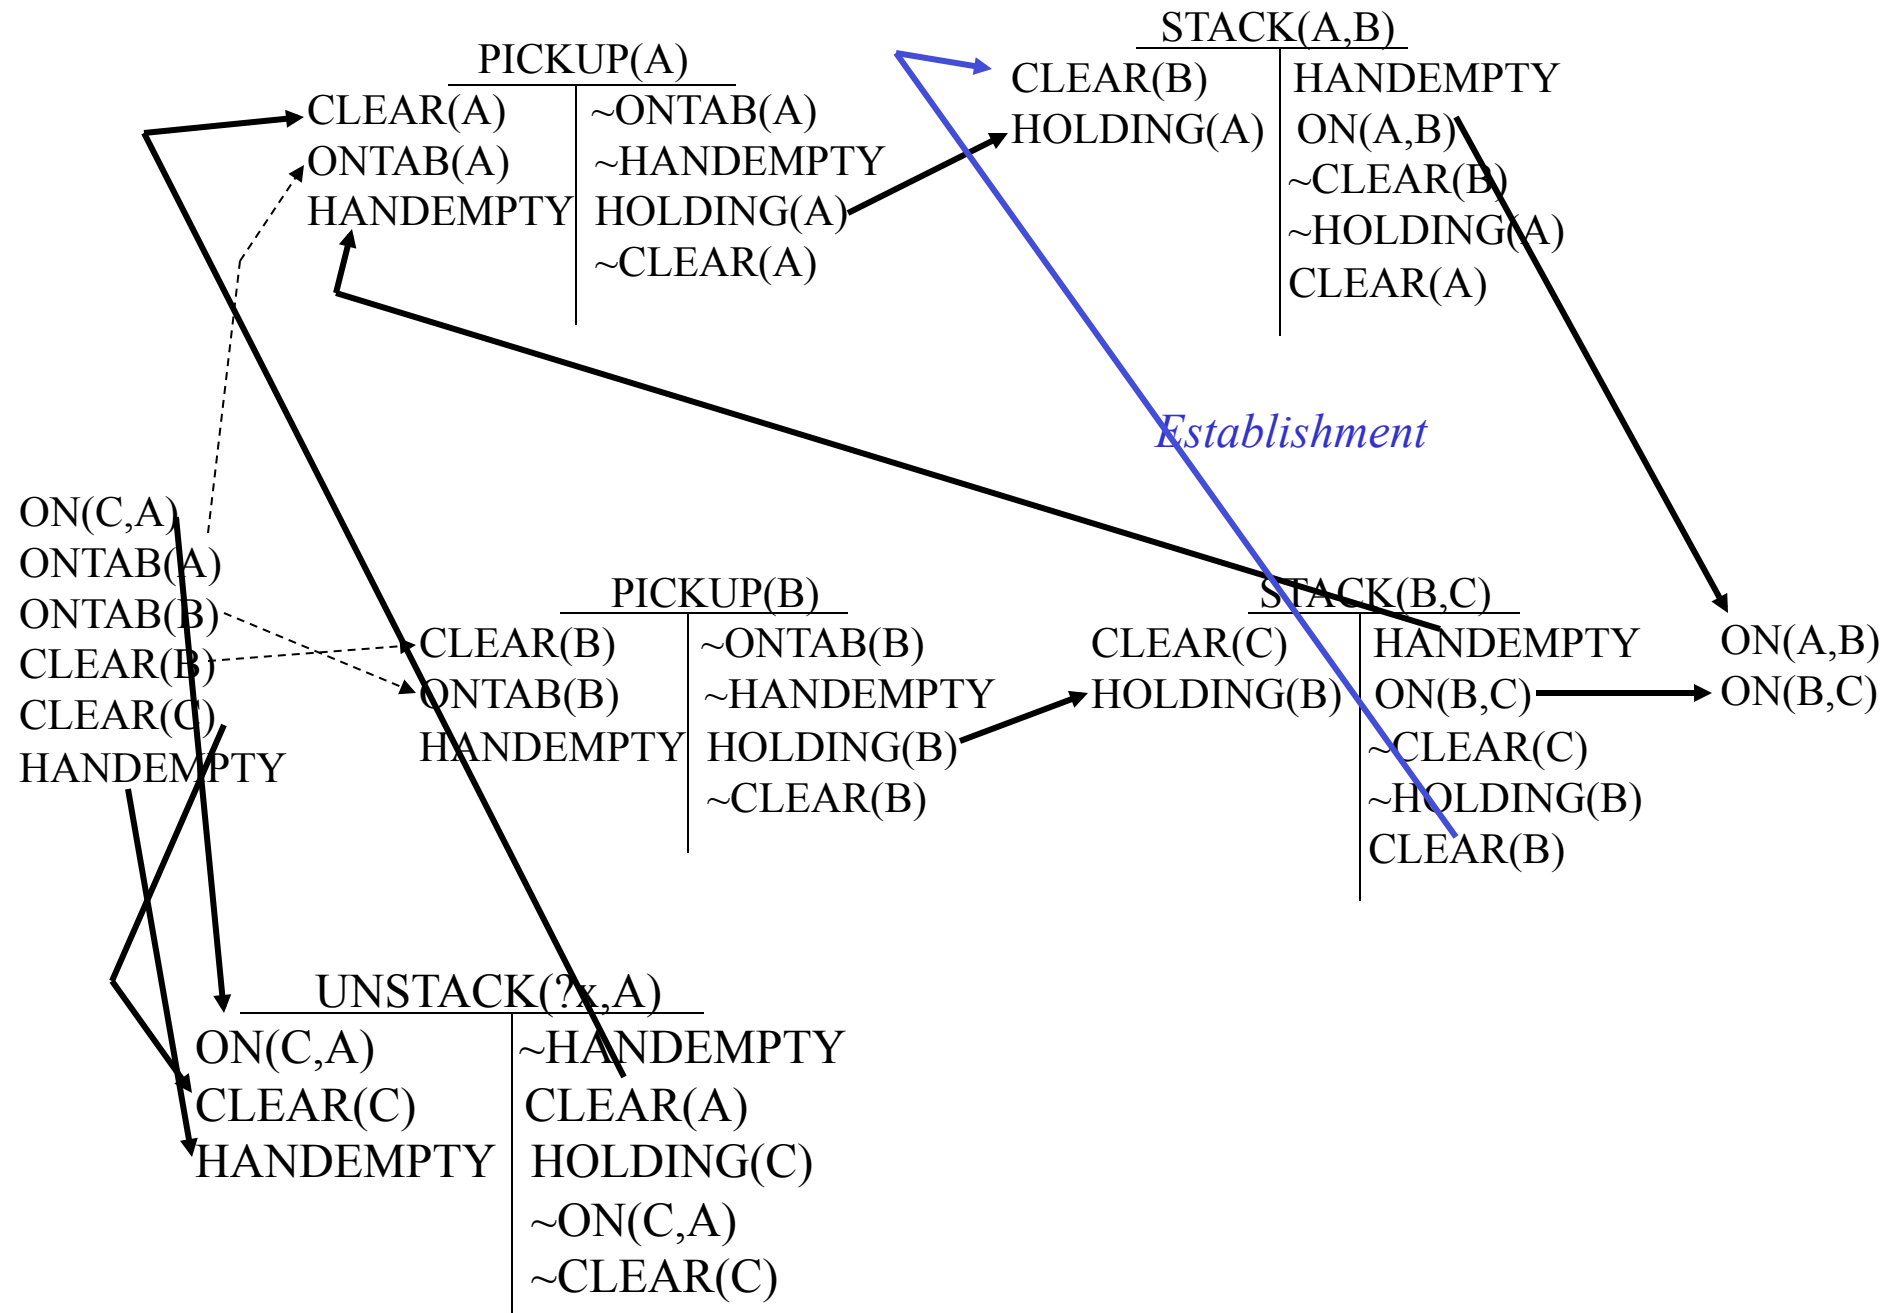 STACK(A,B)
CLEAR(B)
HOLDING(A)
HANDEMPTY
ON(A,B)
~CLEAR(B)
~HOLDING(A)
CLEAR(A)
PICKUP(A)
CLEAR(A)
ONTAB(A)
HANDEMPTY
~ONTAB(A)
~HANDEMPTY
HOLDING(A)
~CLEAR(A)
Establishment
ON(C,A)
ONTAB(A)
ONTAB(B)
CLEAR(B)
CLEAR(C)
HANDEMPTY
PICKUP(B)
CLEAR(B)
ONTAB(B)
HANDEMPTY
~ONTAB(B)
~HANDEMPTY
HOLDING(B)
~CLEAR(B)
STACK(B,C)
CLEAR(C)
HOLDING(B)
HANDEMPTY
ON(B,C)
~CLEAR(C)
~HOLDING(B)
CLEAR(B)
ON(A,B)
ON(B,C)
UNSTACK(?x,A)
ON(C,A)
CLEAR(C)
HANDEMPTY
~HANDEMPTY
CLEAR(A)
HOLDING(C)
~ON(C,A)
~CLEAR(C)